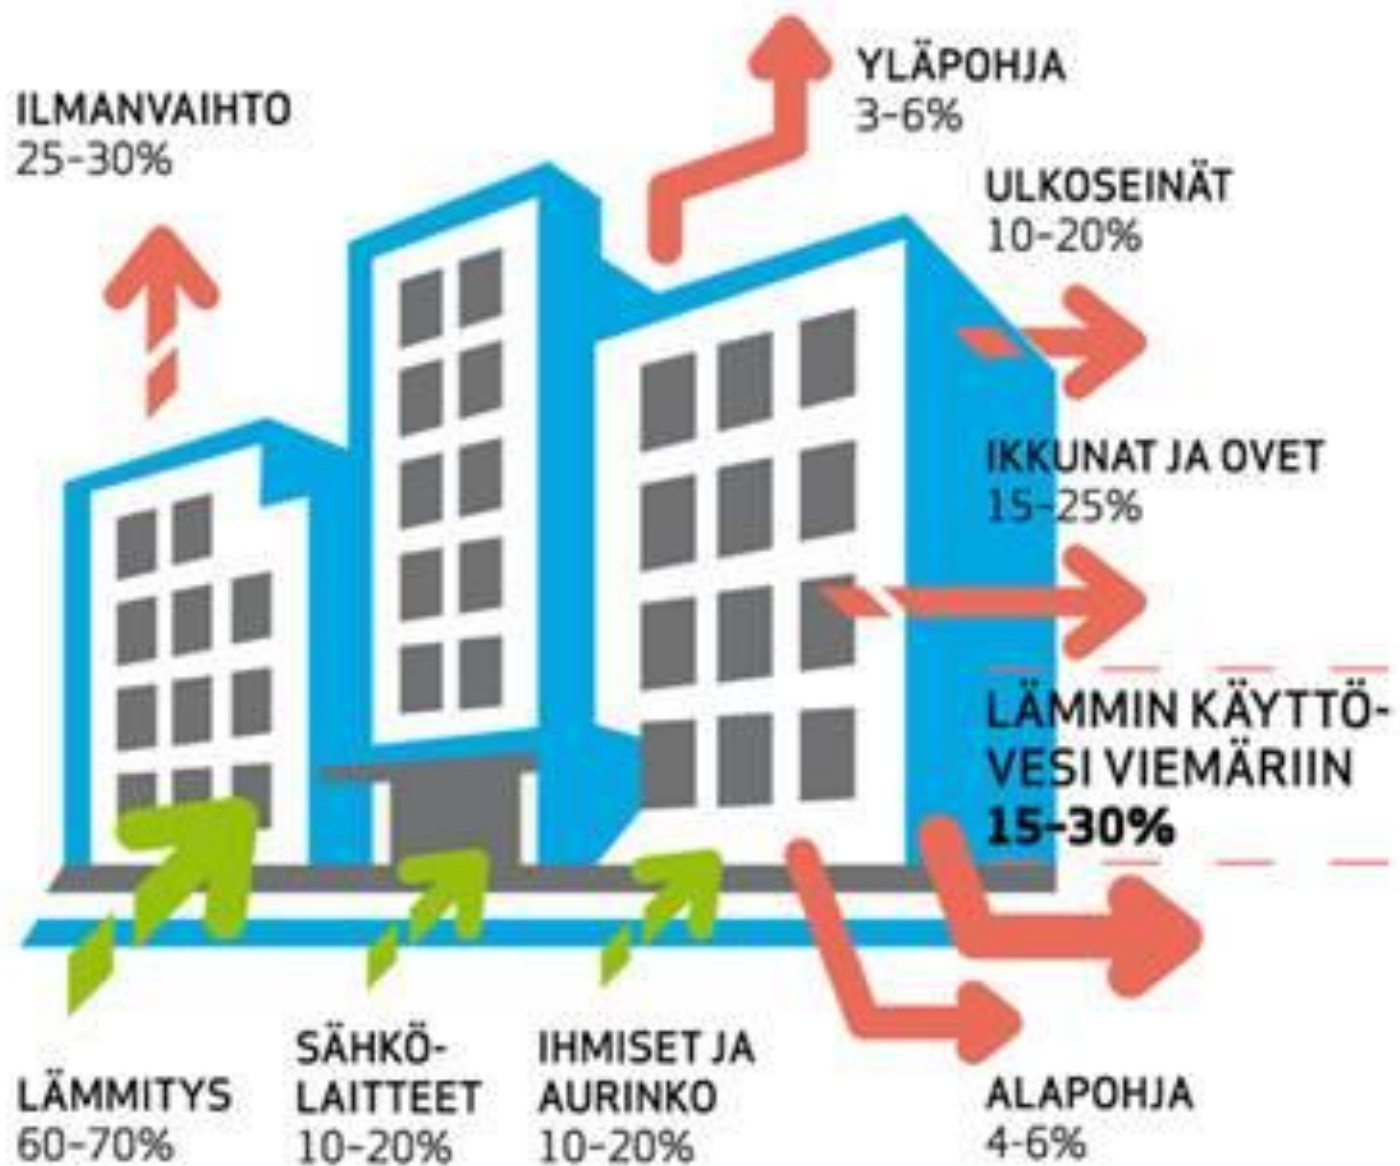 YLÄPOHJA
3-6%
ILMANVAIHTO
25-30%
ULKOSEINÄT
10-20%
IKKUNAT JA OVET
15-25%
LÄMMIN KÄYTTÖ-
VESI VIEMÄRIIN
15-30%
LÄMMITYS
60-70%
SÄHKÖ-
LAITTEET
10-20%
IHMISET JA
AURINKO
10-20%
ALAPOHJA
4-6%